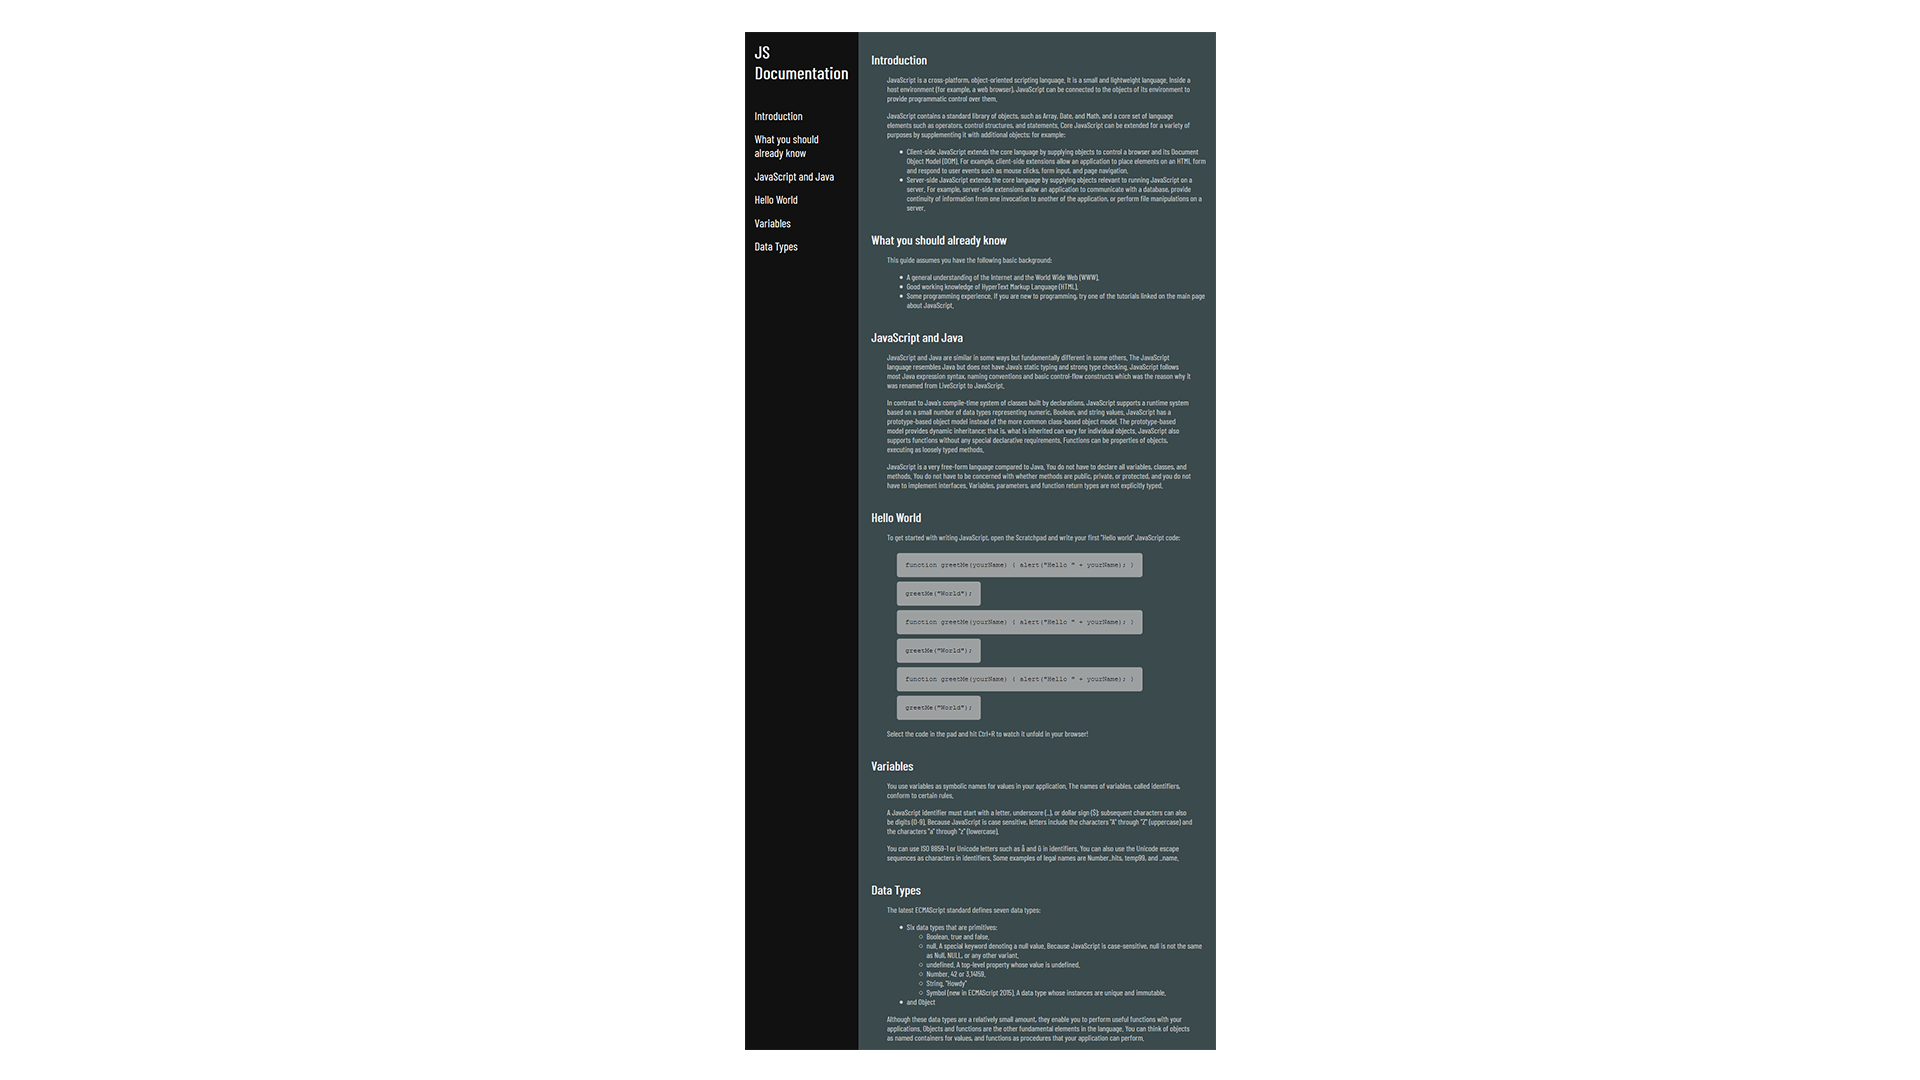 JS
Documentation
Introduction
What you should
already know
JavaScript and Java
Hello World
Variables
Data Types
Introduction
JavaScript is a cross-platform, object-oriented scripting language. It is a small and lightweight language. Inside a
host environment (for example, a web browser), JavaScript can be connected to the objects of its environment to
provide programmatic control over them.
JavaScript contains a standard library of objects, such as Array, Date, and Math, and a core set of language
elements such as operators, control structures, and statements. Core JavaScript can be extended for a variety of
purposes by supplementing it with additional objects; for example:
Client-side JavaScript extends the core language by supplying objects to control a browser and its Document
Object Model (DOM). For example, client-side extensions allow an application to place elements on an HTML form
and respond to user events such as mouse clicks, form input, and page navigation.
Server-side JavaScript extends the core language by supplying objects relevant to running JavaScript on a
server. For example, server-side extensions allow an application to communicate with a database, provide
continuity of information from one invocation to another of the application, or perform file manipulations on a
server.
What you should already know
This guide assumes you have the following basic background:
A general understanding of the Internet and the World Wide Web (WWW).
Good working knowledge of HyperText Markup Language (HTML).
Some programming experience. If you are new to programming, try one of the tutorials linked on the main page
about JavaScript.
JavaScript and Java
JavaScript and Java are similar in some ways but fundamentally different in some others. The JavaScript
language resembles Java but does not have Java's static typing and strong type checking. JavaScript follows
most Java expression syntax, naming conventions and basic control-flow constructs which was the reason why it
was renamed from LiveScript to JavaScript.
In contrast to Java's compile-time system of classes built by declarations, JavaScript supports a runtime system
based on a small number of data types representing numeric, Boolean, and string values. JavaScript has a
prototype-based object model instead of the more common class-based object model. The prototype-based
model provides dynamic inheritance; that is, what is inherited can vary for individual objects. JavaScript also
supports functions without any special declarative requirements. Functions can be properties of objects,
executing as loosely typed methods.
JavaScript is a very free-form language compared to Java. You do not have to declare all variables, classes, and
methods. You do not have to be concerned with whether methods are public, private, or protected, and you do not
have to implement interfaces. Variables, parameters, and function return types are not explicitly typed.
Hello World
To get started with writing JavaScript, open the Scratchpad and write your first "Hello world" JavaScript code:
function greetMe(yourName) { alert("Hello " + yourName); }
greetMe("World");
function greetMe(yourName) { alert("Hello " + yourName); }
greetMe("World");
function greetMe(yourName) { alert("Hello " + yourName); }
greetMe("World");
Select the code in the pad and hit Ctrl+R to watch it unfold in your browser!
Variables
You use variables as symbolic names for values in your application. The names of variables, called identifiers,
conform to certain rules.
A JavaScript identifier must start with a letter, underscore (_), or dollar sign ($); subsequent characters can also
be digits (0-9). Because JavaScript is case sensitive, letters include the characters "A" through "Z" (uppercase) and
the characters "a" through "z" (lowercase).
You can use ISO 8859-1 or Unicode letters such as å and ü in identifiers. You can also use the Unicode escape
sequences as characters in identifiers. Some examples of legal names are Number_hits, temp99, and _name.
Data Types
The latest ECMAScript standard defines seven data types:
Six data types that are primitives:
Boolean. true and false.
null. A special keyword denoting a null value. Because JavaScript is case-sensitive, null is not the same
as Null, NULL, or any other variant.
undefined. A top-level property whose value is undefined.
Number. 42 or 3.14159.
String. "Howdy"
Symbol (new in ECMAScript 2015). A data type whose instances are unique and immutable.
and Object
Although these data types are a relatively small amount, they enable you to perform useful functions with your
applications. Objects and functions are the other fundamental elements in the language. You can think of objects
as named containers for values, and functions as procedures that your application can perform.